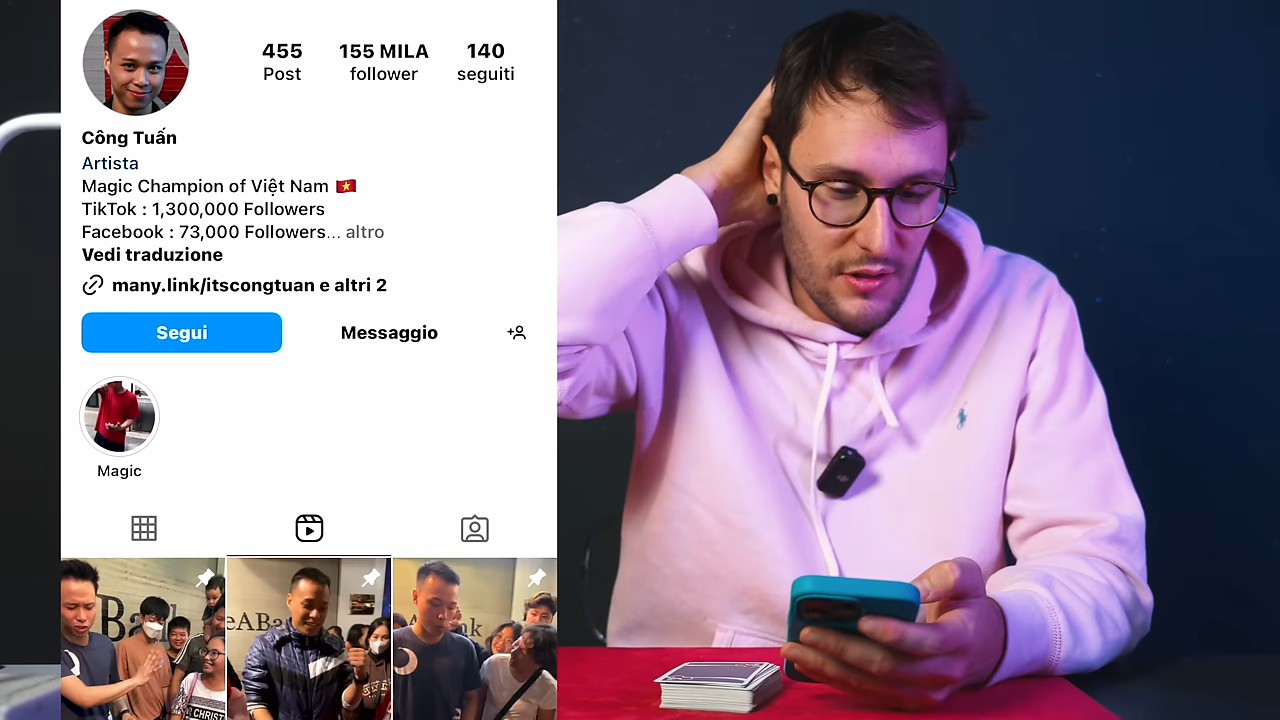 455
155 MILA
140
Post
follower
seguiti
Công Tuấn
Artista
Magic Champion of Việt Nam 🇻🇳
TikTok : 1,300,000 Followers
Facebook : 73,000 Followers... altro
Vedi traduzione
many.link/itscongtuan e altri 2
Segui
Messaggio
Magic